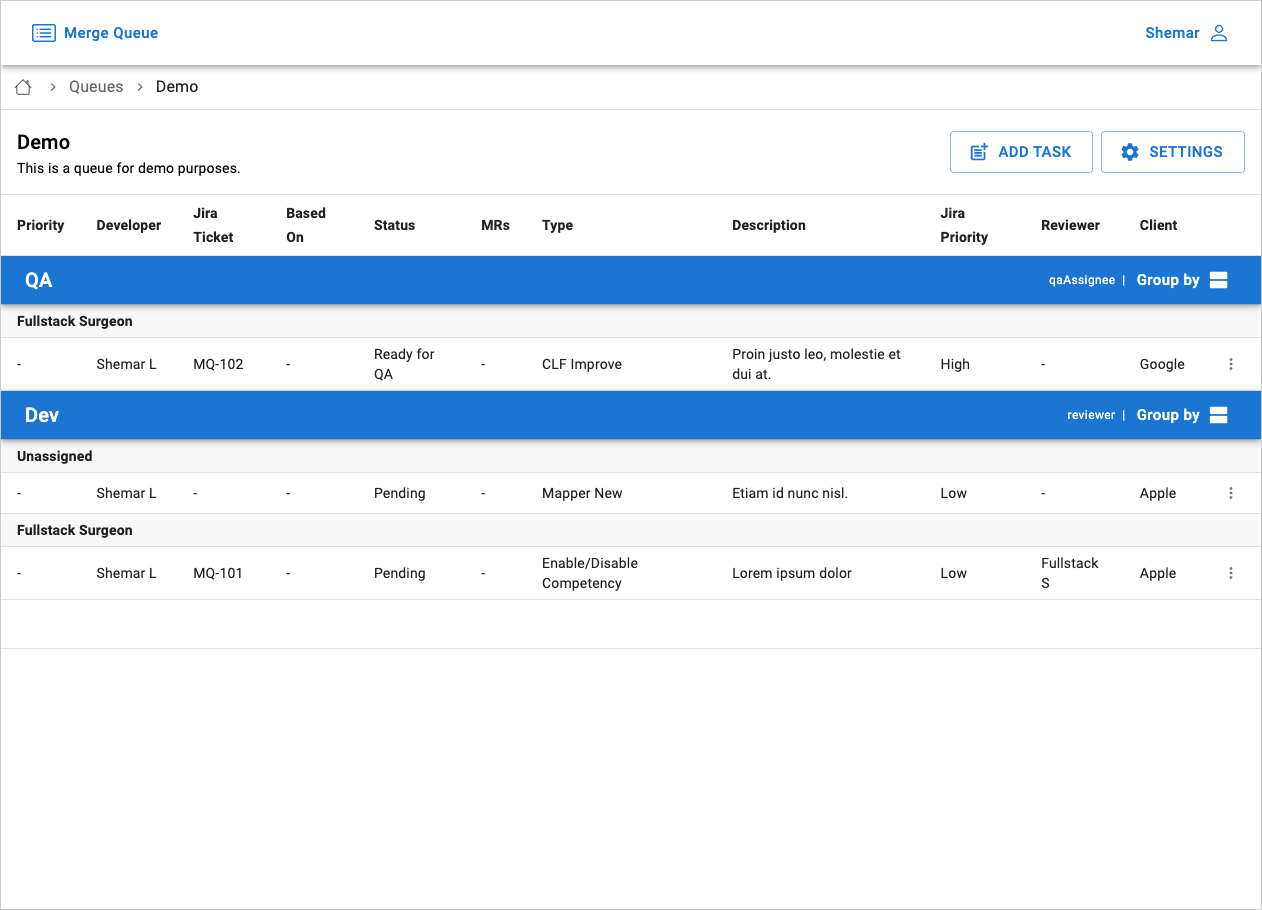 Merge Queue Shemar
Queues Demo
Demo
This is a queue for demo purposes.
ADD TASK SETTINGS
Priority Developer Jira Ticket Based On Status MRs Type Description Jira Priority Reviewer Client
QA qaAssignee | Group by
Fullstack Surgeon
- Shemar L MQ-102 - Ready for QA - CLF Improve Proin justo leo, molestie et dui at. High - Google
Dev reviewer | Group by
Unassigned
- Shemar L - - Pending - Mapper New Etiam id nunc nisl. Low - Apple
Fullstack Surgeon
- Shemar L MQ-101 - Pending - Enable/Disable Competency Lorem ipsum dolor Low Fullstack S Apple